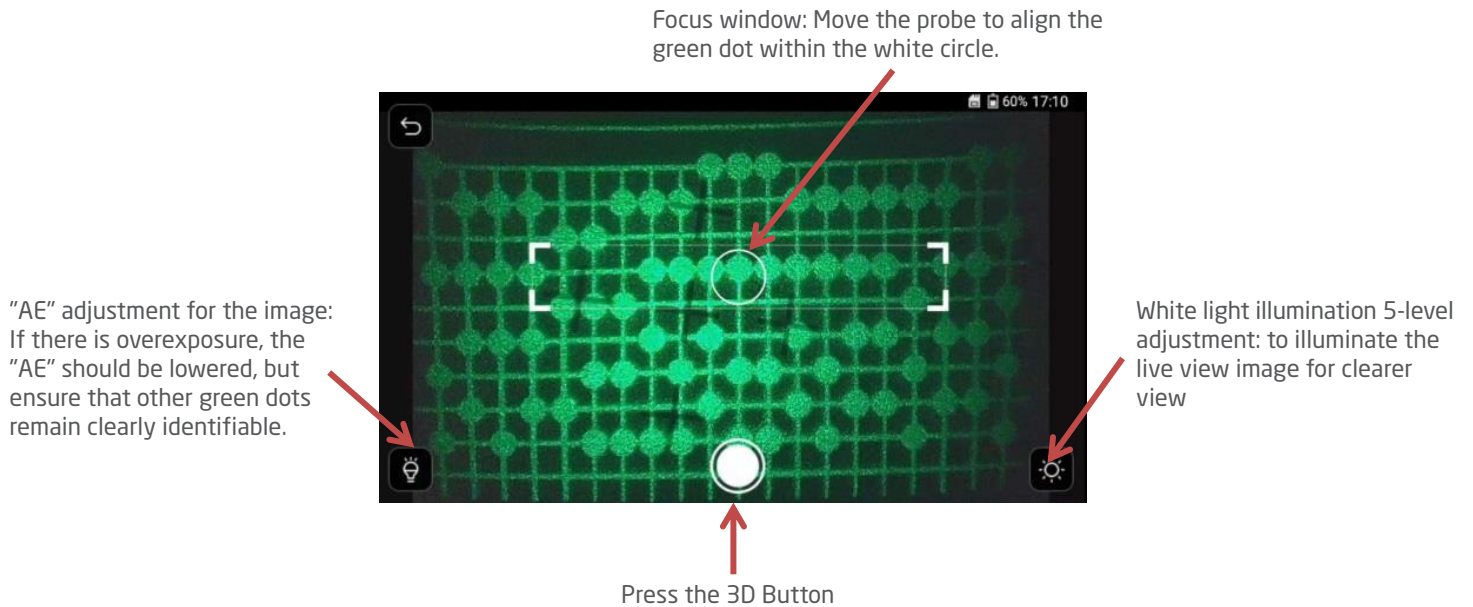 Focus window: Move the probe to align the
green dot within the white circle.
60% 17:10
"AE" adjustment for the image:
If there is overexposure, the
"AE" should be lowered, but
ensure that other green dots
remain clearly identifiable.
White light illumination 5-level
adjustment: to illuminate the
live view image for clearer
view
Press the 3D Button